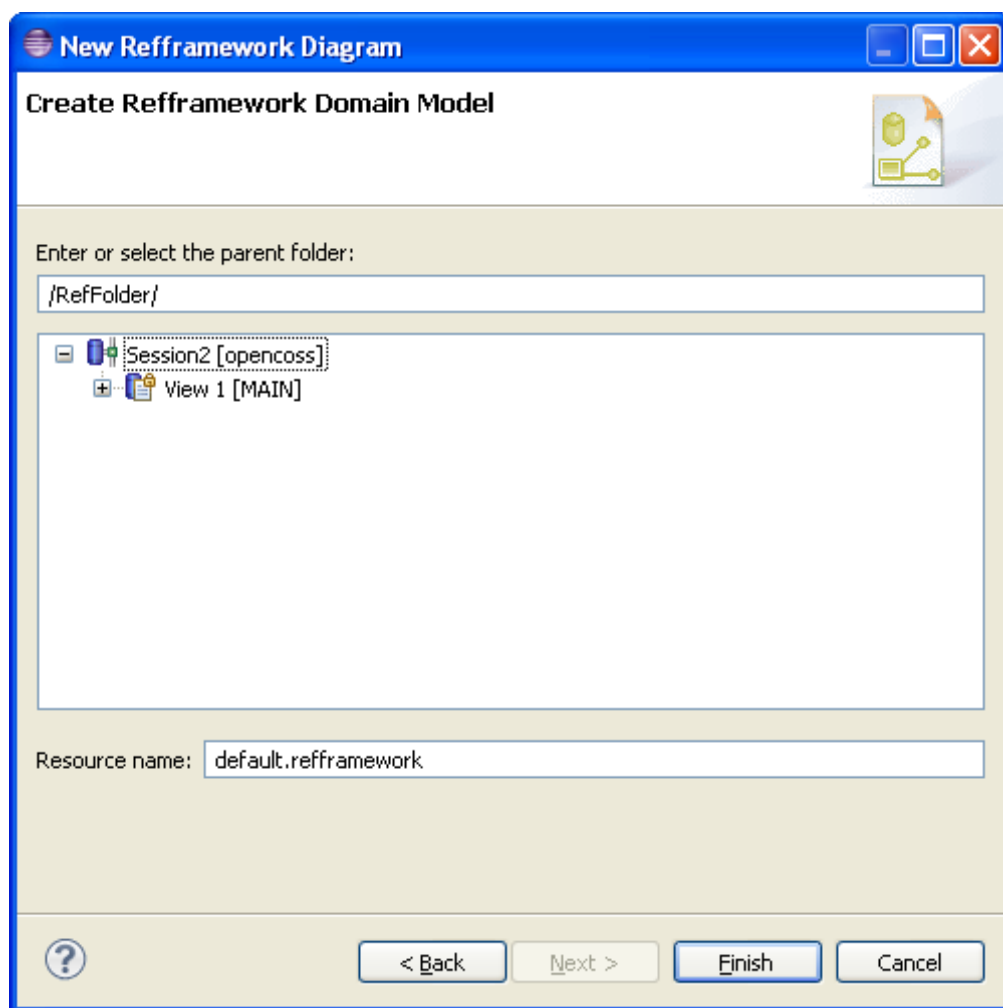 New Refframework Diagram
Create Refframework Domain Model
Enter or select the parent folder:
/RefFolder/
Session2 [opencoss]
View 1 [MAIN]
Resource name: default.refframework
? < Back Next > Finish Cancel